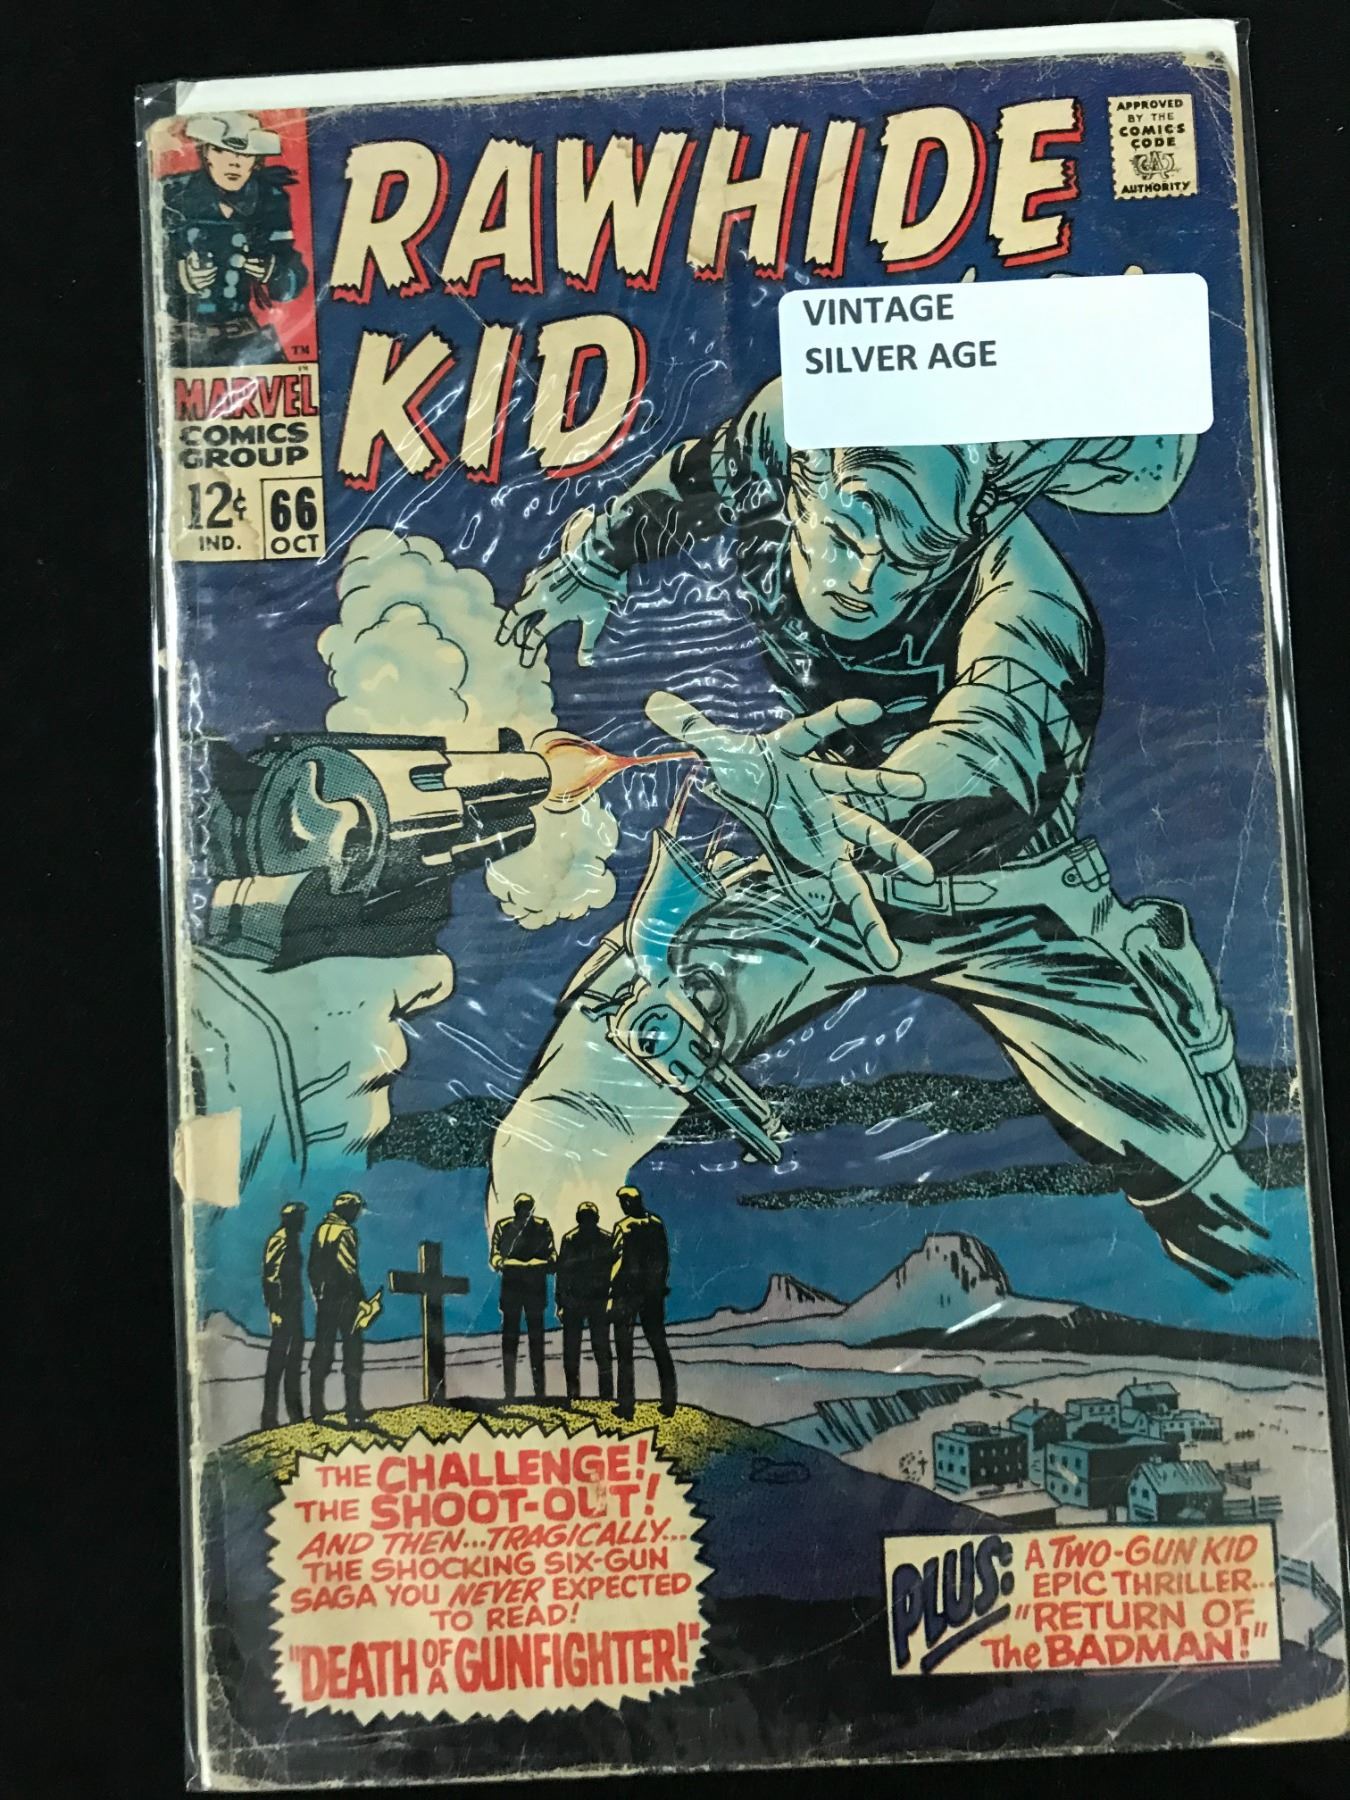 RAWHIDE
KID
APPROVED
BY THE
COMICS
CODE
CA
AUTHORITY
VINTAGE
SILVER AGE
TM
MARVEL
COMICS
GROUP
12¢
IND.
66
OCT
THE CHALLENGE!
THE SHOOT-OUT!
AND THEN...TRAGICALLY...
THE SHOCKING SIX-GUN
SAGA YOU NEVER EXPECTED
TO READ!
"DEATH OF A GUNFIGHTER!"
PLUS:
A TWO-GUN KID
EPIC THRILLER...
"RETURN OF
The BADMAN!"